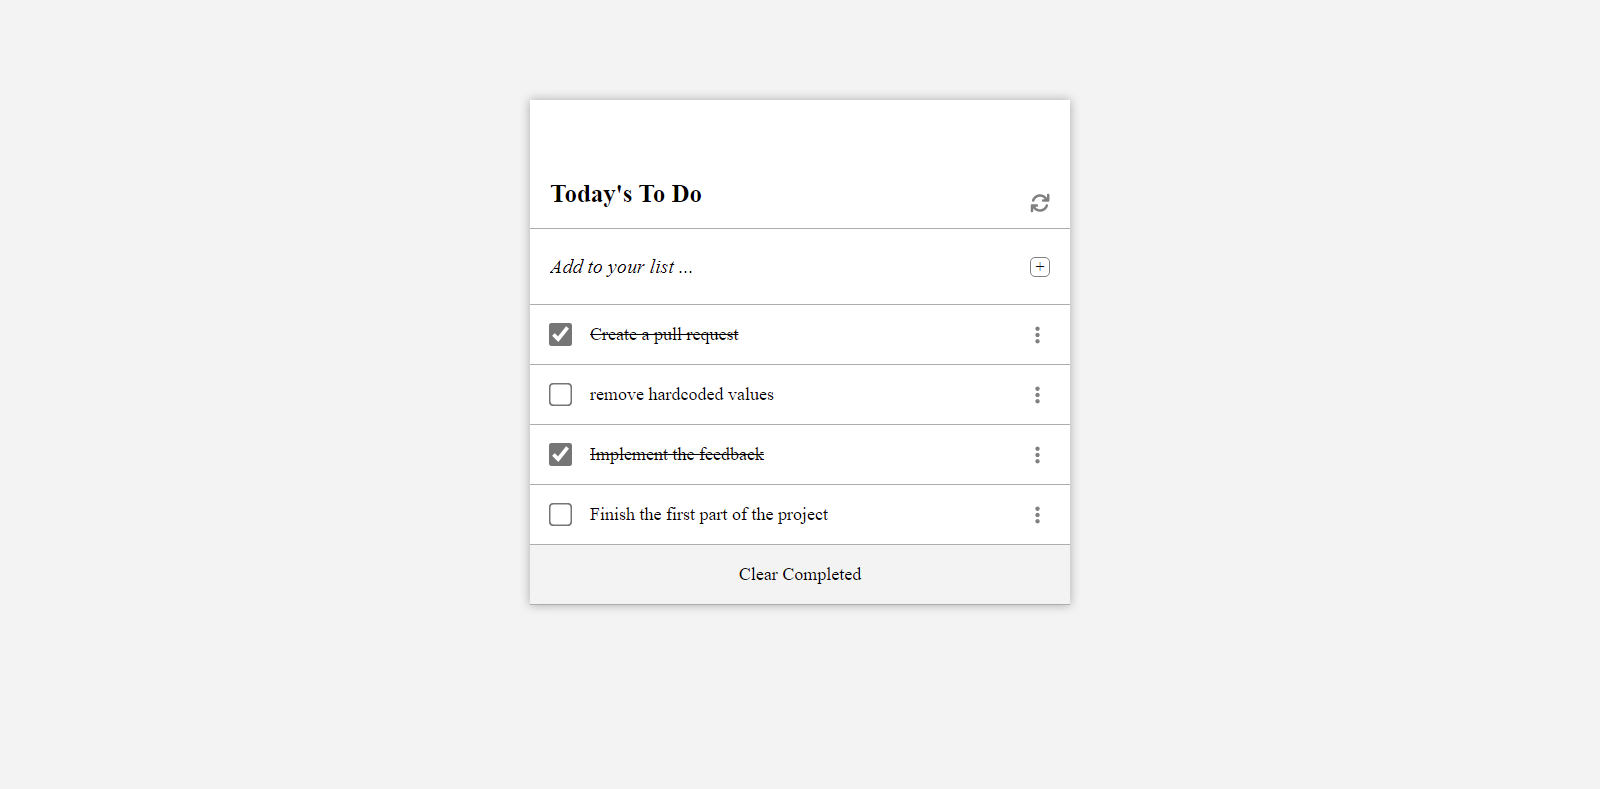 Today's To Do
Add to your list ...
Create a pull request
remove hardcoded values
Implement the feedback
Finish the first part of the project
Clear Completed